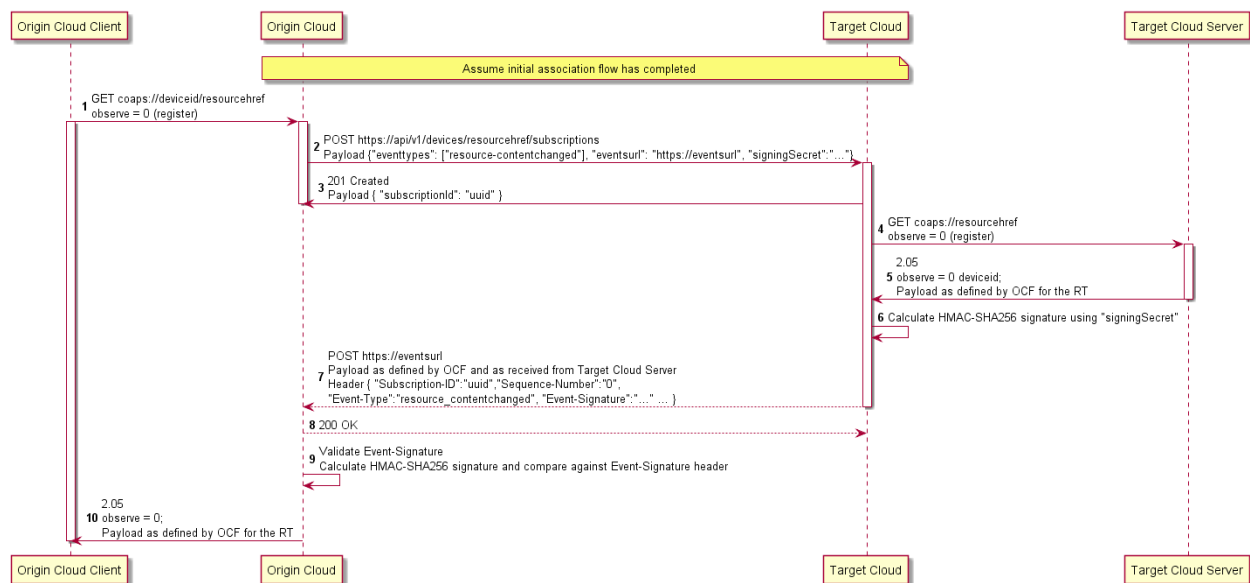 Origin Cloud Client
Origin Cloud
Target Cloud
Target Cloud Server
Assume initial association flow has completed
1 GET coaps://deviceid/resourcehref
observe = 0 (register)
2 POST https://api/v1/devices/resourcehref/subscriptions
Payload {"eventtypes": ["resource-contentchanged"], "eventsurl": "https://eventsurl", "signingSecret":"..."}
3 201 Created
Payload { "subscriptionId": "uuid" }
4 GET coaps://resourcehref
observe = 0 (register)
2.05
5 observe = 0 deviceid;
Payload as defined by OCF for the RT
6 Calculate HMAC-SHA256 signature using "signingSecret"
POST https://eventsurl
Payload as defined by OCF and as received from Target Cloud Server
7 Header { "Subscription-ID":"uuid","Sequence-Number":"0",
"Event-Type":"resource_contentchanged", "Event-Signature":"..." ... }
8 200 OK
9 Validate Event-Signature
Calculate HMAC-SHA256 signature and compare against Event-Signature header
2.05
10 observe = 0;
Payload as defined by OCF for the RT
Origin Cloud Client
Origin Cloud
Target Cloud
Target Cloud Server